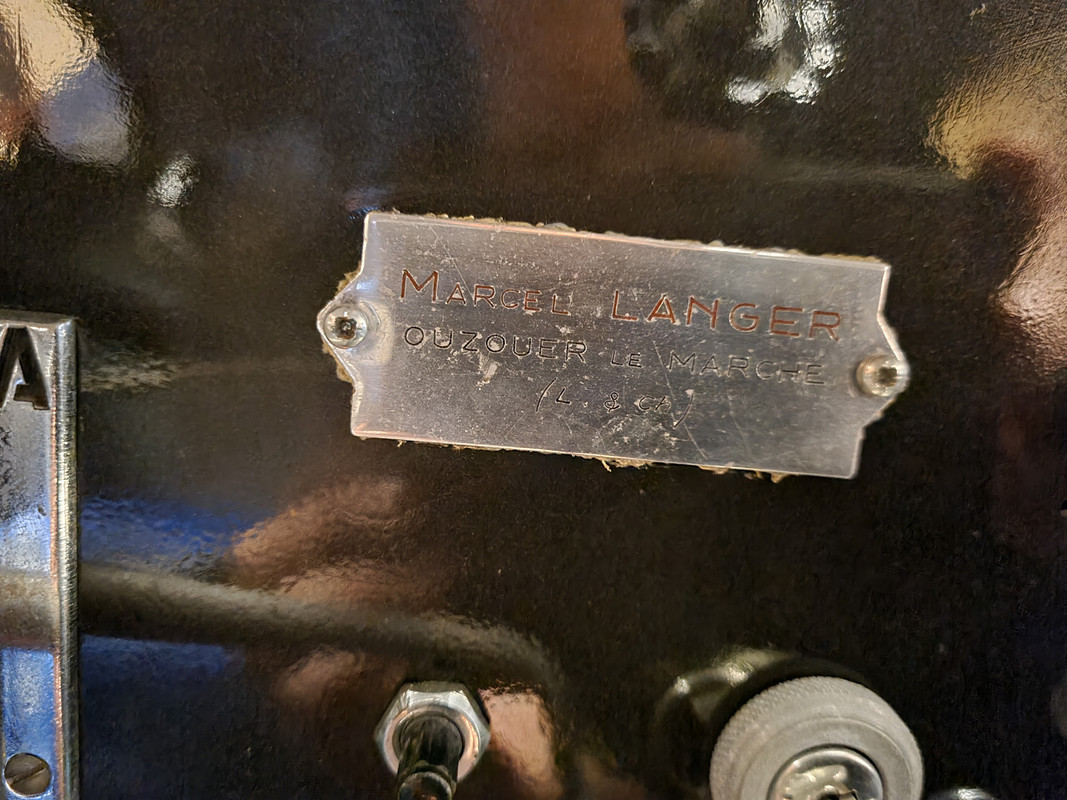 MARCEL LANGER
OUZOUER LE MARCHE
(L. & Ch)
A